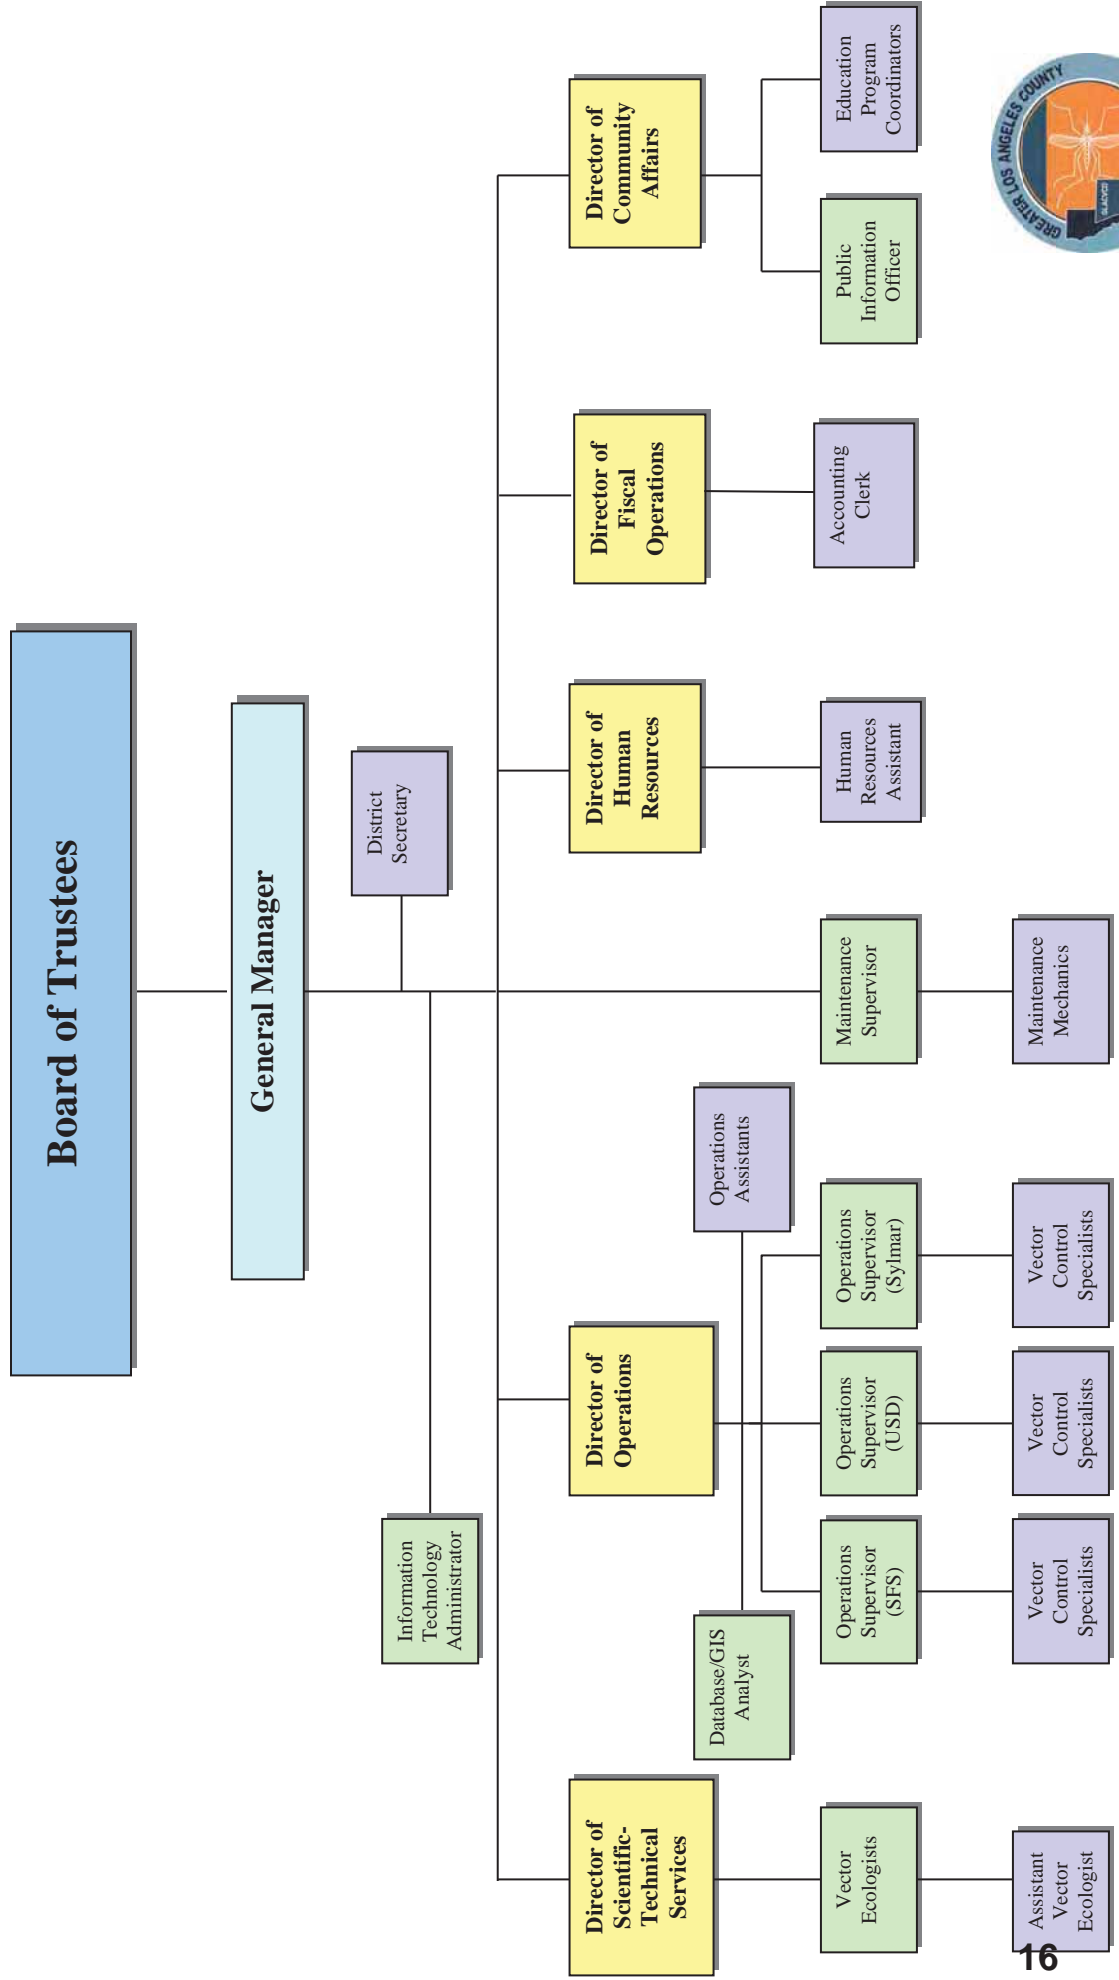 Board of Trustees
General Manager
District
Secretary
Information
Technology
Administrator
Director of
Scientific-
Technical
Services
Director of
Operations
Director of
Human
Resources
Director of
Fiscal
Operations
Director of
Community
Affairs
Database/GIS
Analyst
Operations
Assistants
Vector
Ecologists
Operations
Supervisor
(SFS)
Operations
Supervisor
(USD)
Operations
Supervisor
(Sylmar)
Maintenance
Supervisor
Human
Resources
Assistant
Accounting
Clerk
Public
Information
Officer
Education
Program
Coordinators
Assistant
Vector
Ecologist
Vector
Control
Specialists
Vector
Control
Specialists
Vector
Control
Specialists
Maintenance
Mechanics
GREATER LOS ANGELES COUNTY
GLACVCD
16